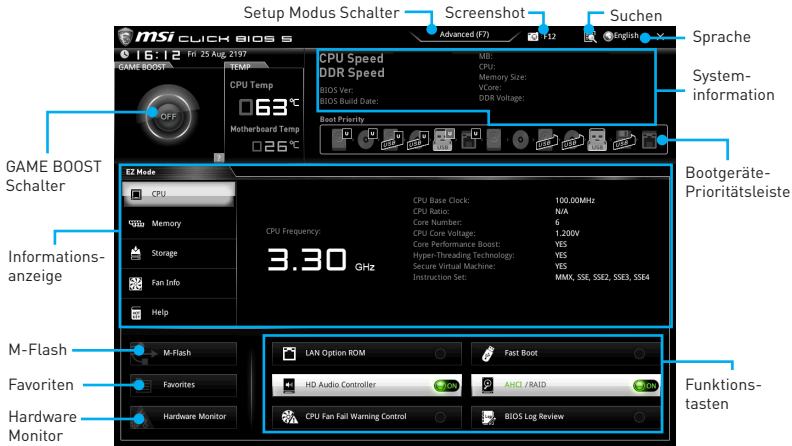 Setup Modus Schalter
Screenshot
Suchen
msi CLICK BIOS 5
Advanced (F7)
F12
English
×
Sprache
16:12 Fri 25 Aug, 2197
GAME BOOST
TEMP
CPU Speed
DDR Speed
MB:
CPU:
Memory Size:
VCore:
DDR Voltage:
BIOS Ver:
BIOS Build Date:
System-
information
CPU Temp
63°C
OFF
Motherboard Temp
26°C
?
Boot Priority
U U U U U U
USB USB USB USB USB USB USB
GAME BOOST
Schalter
Bootgeräte-
Prioritätsleiste
EZ Mode
CPU
Memory
Storage
Fan Info
Help
Informations-
anzeige
CPU Frequency:
3.30 GHz
CPU Base Clock: 100.00MHz
CPU Ratio: N/A
Core Number: 6
CPU Core Voltage: 1.200V
Core Performance Boost: YES
Hyper-Threading Technology: YES
Secure Virtual Machine: YES
Instruction Set: MMX, SSE, SSE2, SSE3, SSE4
M-Flash
M-Flash
LAN Option ROM
Fast Boot
Favoriten
Favorites
HD Audio Controller
ON
AHCI / RAID
ON
Funktions-
tasten
Hardware
Monitor
Hardware Monitor
CPU Fan Fail Warning Control
BIOS Log Review